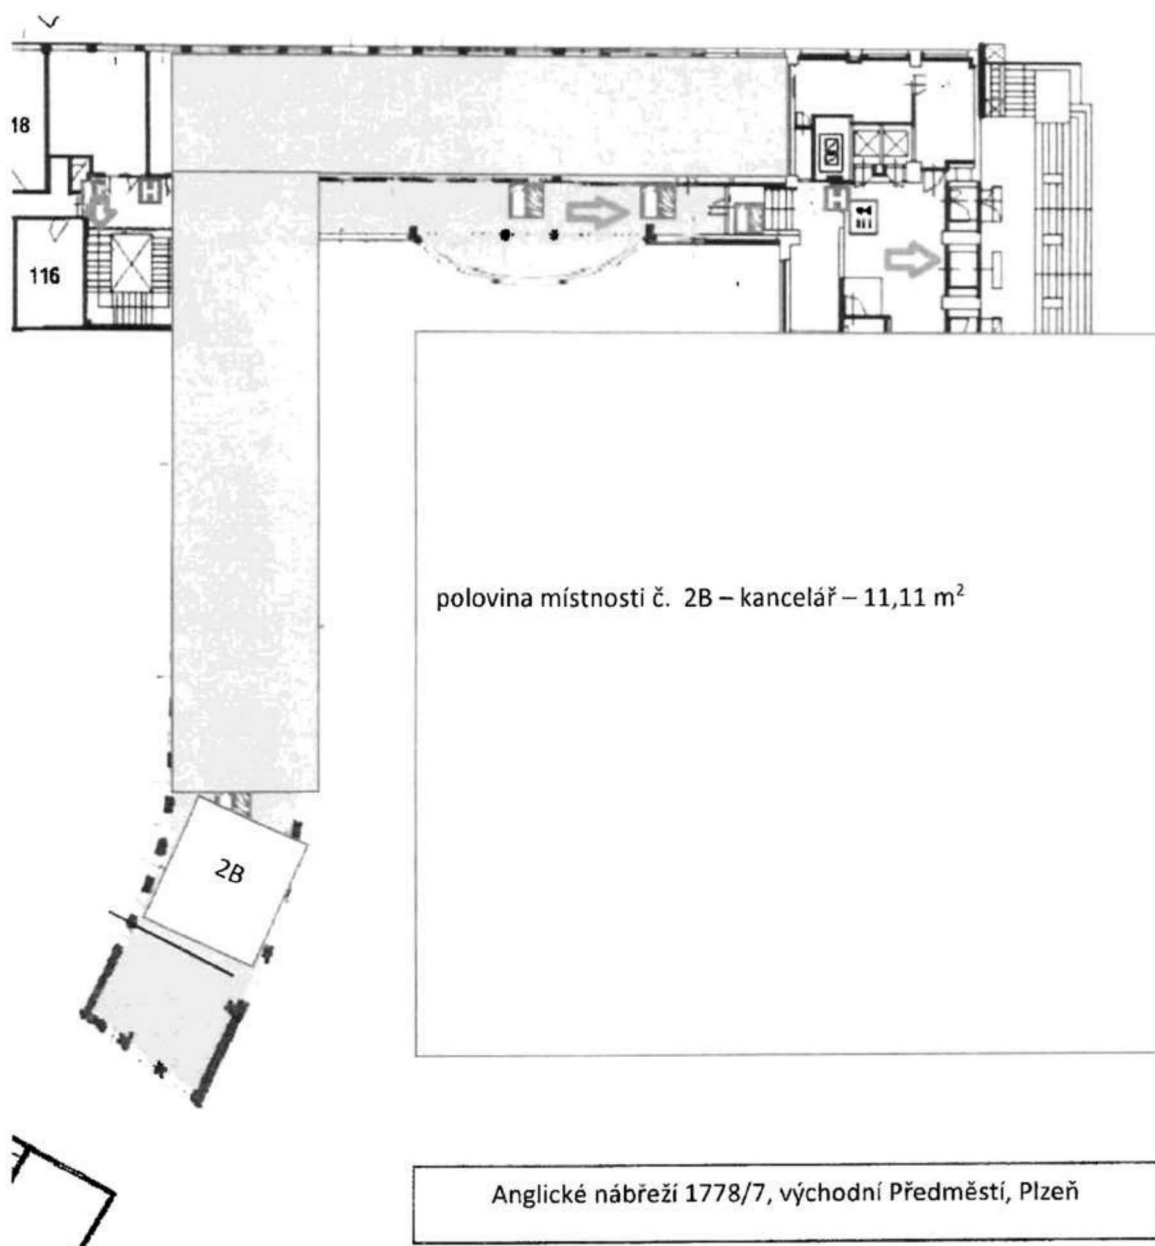 18
116
H
H
H
polovina místnosti č. 2B – kancelář – 11,11 m²
2B
Anglické nábřeží 1778/7, východní Předměstí, Plzeň